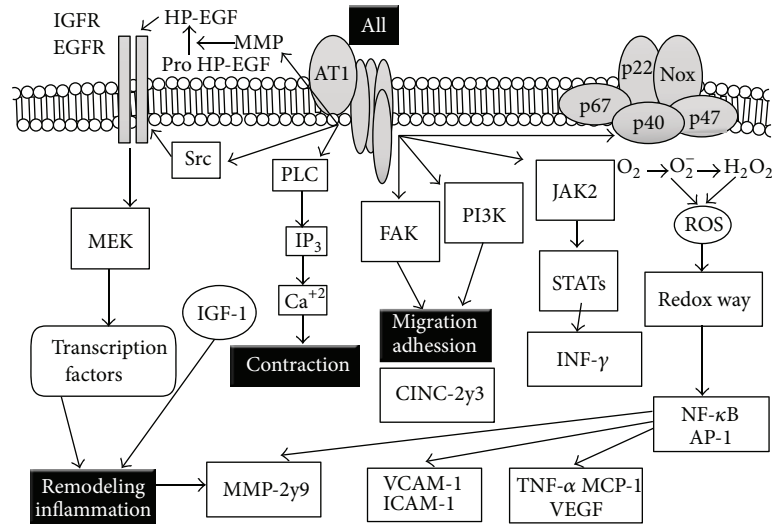 IGFR
EGFR
HP-EGF
MMP
Pro HP-EGF
AII
AT1
p22
Nox
p67
p40
p47
Src
PLC
IP₃
Ca⁺²
Contraction
FAK
PI3K
Migration
adhession
CINC-2y3
JAK2
STATs
INF-γ
O₂
O₂⁻
H₂O₂
ROS
Redox way
NF-κB
AP-1
MEK
IGF-1
Transcription
factors
Remodeling
inflammation
MMP-2y9
VCAM-1
ICAM-1
TNF-α MCP-1
VEGF